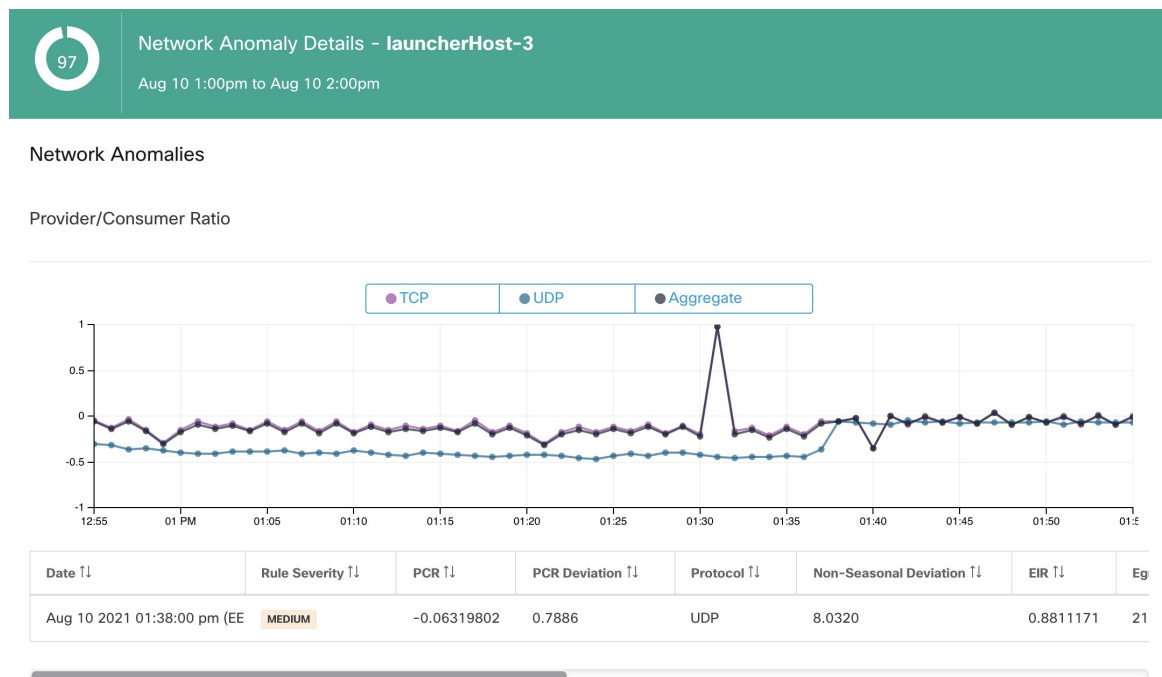 97
Network Anomaly Details - launcherHost-3
Aug 10 1:00pm to Aug 10 2:00pm
Network Anomalies
Provider/Consumer Ratio
TCP UDP Aggregate
1
0.5
0
-0.5
-1
12:55 01 PM 01:05 01:10 01:15 01:20 01:25 01:30 01:35 01:40 01:45 01:50
Date ↑↓ Rule Severity ↑↓ PCR ↑↓ PCR Deviation ↑↓ Protocol ↑↓ Non-Seasonal Deviation ↑↓ EIR ↑↓
Aug 10 2021 01:38:00 pm (EE MEDIUM -0.06319802 0.7886 UDP 8.0320 0.8811171 21